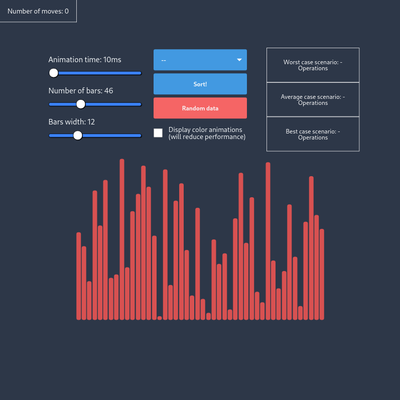 Number of moves: 0
Animation time: 10ms
Number of bars: 46
Bars width: 12
--
Sort!
Random data
Display color animations
(will reduce performance)
Worst case scenario: -
Operations
Average case scenario: -
Operations
Best case scenario: -
Operations